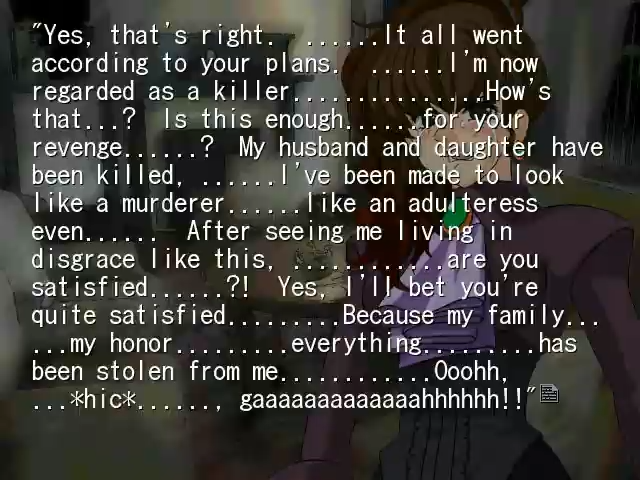 "Yes, that's right.  ......It all went
according to your plans.  ......I'm now
regarded as a killer...............How's
that...?  Is this enough......for your
revenge......?  My husband and daughter have
been killed, ......I've been made to look
like a murderer......like an adulteress
even......  After seeing me living in
disgrace like this, ............are you
satisfied......?!  Yes, I'll bet you're
quite satisfied.........Because my family...
...my honor.........everything.........has
been stolen from me............Ooohh,
...*hic*......, gaaaaaaaaaaaaahhhhhh!!"